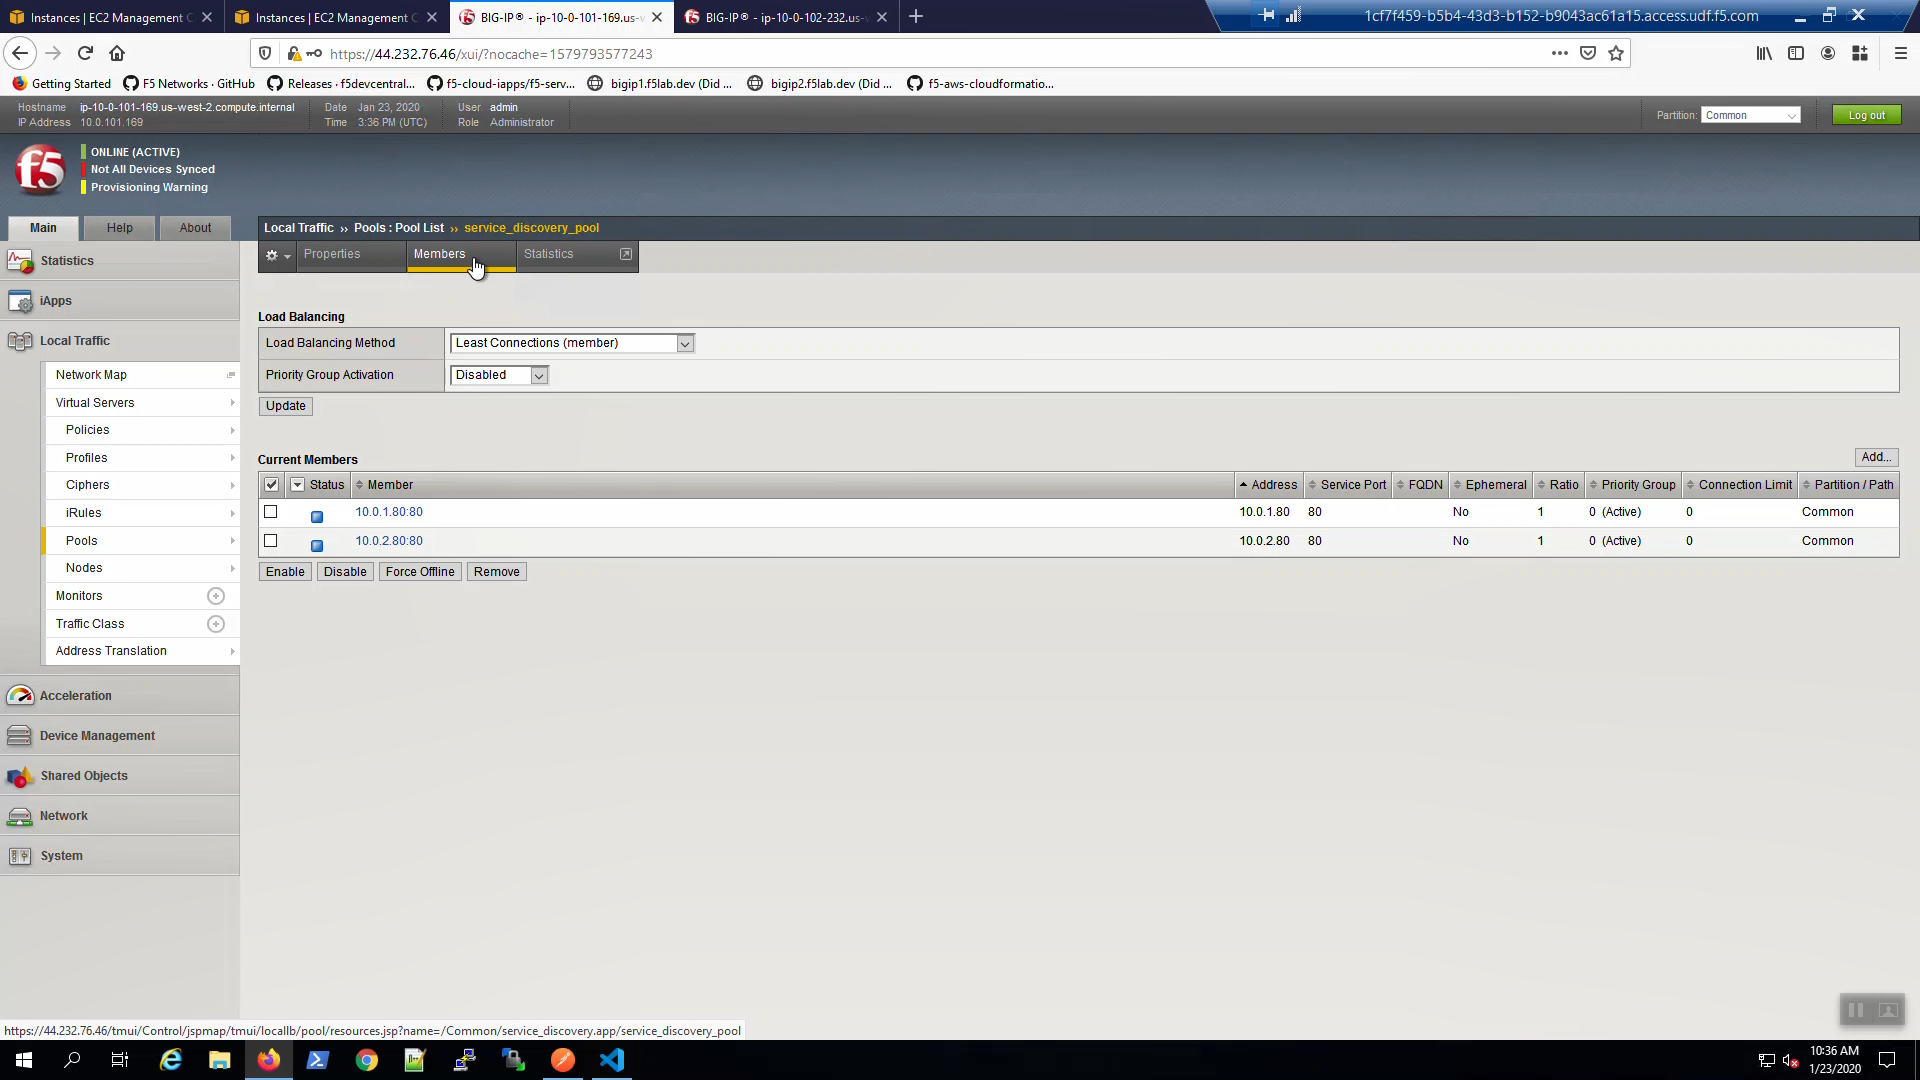 Instances | EC2 Management C
Instances | EC2 Management C
BIG-IP® - ip-10-0-101-169.us-w
BIG-IP® - ip-10-0-102-232.us-
1cf7f459-b5b4-43d3-b152-b9043ac61a15.access.udf.f5.com
https://44.232.76.46/xui/?nocache=1579793577243
Getting Started
F5 Networks · GitHub
Releases · f5devcentral...
f5-cloud-iapps/f5-serv...
bigip1.f5lab.dev (Did ...
bigip2.f5lab.dev (Did ...
f5-aws-cloudformatio...
Hostname ip-10-0-101-169.us-west-2.compute.internal
Date Jan 23, 2020
User admin
IP Address 10.0.101.169
Time 3:36 PM (UTC)
Role Administrator
Partition: Common
Log out
f5
ONLINE (ACTIVE)
Not All Devices Synced
Provisioning Warning
Main
Help
About
Local Traffic ›› Pools : Pool List ›› service_discovery_pool
Properties
Members
Statistics
Statistics
iApps
Local Traffic
Network Map
Virtual Servers
Policies
Profiles
Ciphers
iRules
Pools
Nodes
Monitors
Traffic Class
Address Translation
Acceleration
Device Management
Shared Objects
Network
System
Load Balancing
Load Balancing Method Least Connections (member)
Priority Group Activation Disabled
Update
Current Members
Add...
Status Member Address Service Port FQDN Ephemeral Ratio Priority Group Connection Limit Partition / Path
10.0.1.80:80 10.0.1.80 80 No 1 0 (Active) 0 Common
10.0.2.80:80 10.0.2.80 80 No 1 0 (Active) 0 Common
Enable
Disable
Force Offline
Remove
https://44.232.76.46/tmui/Control/jspmap/tmui/locallb/pool/resources.jsp?name=/Common/service_discovery.app/service_discovery_pool
10:36 AM
1/23/2020